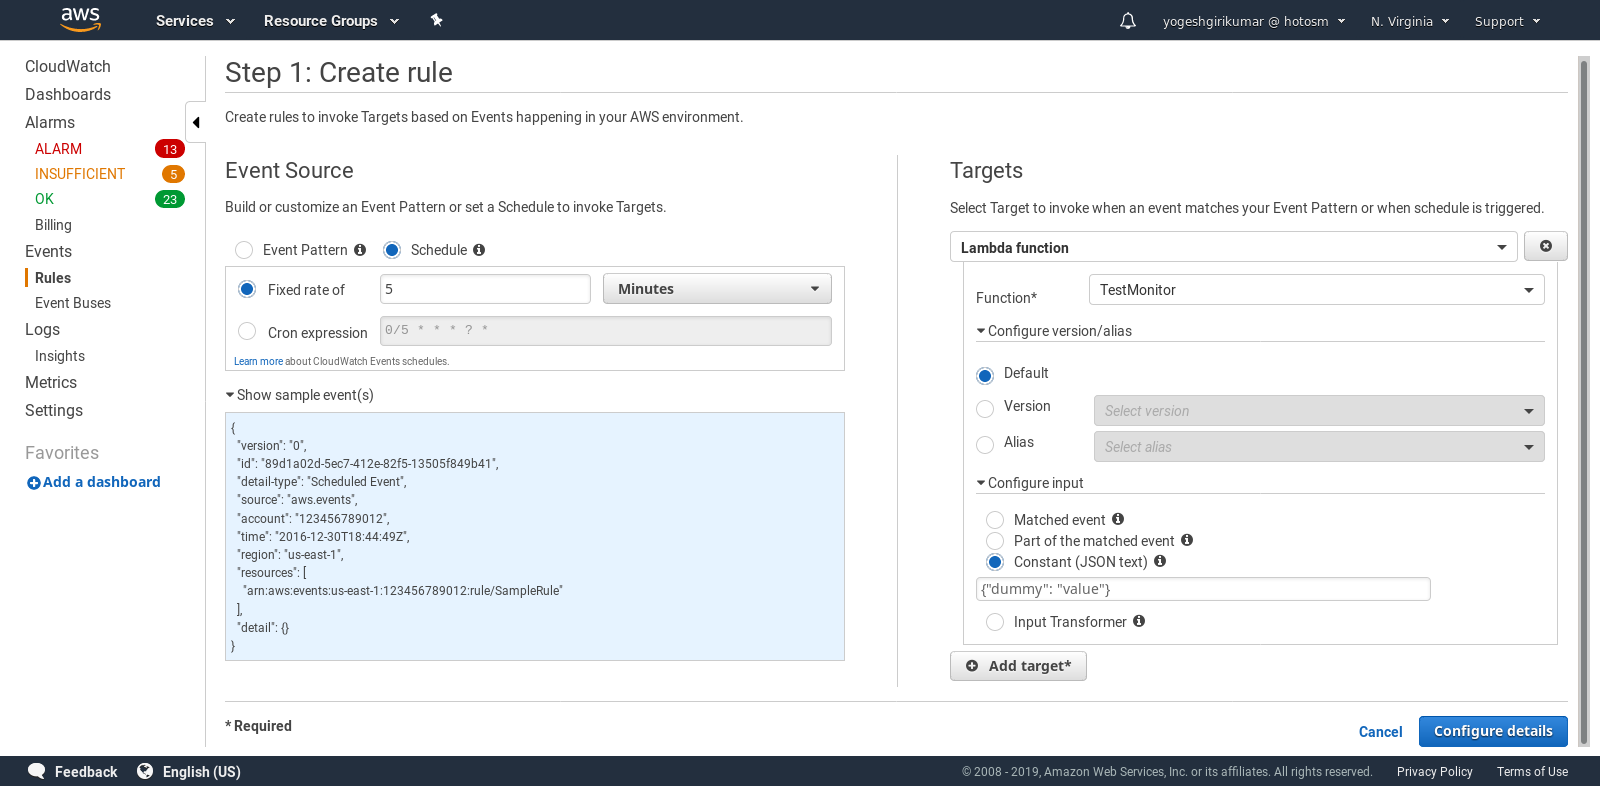 aws
Services
Resource Groups
yogeshgirikumar @ hotosm
N. Virginia
Support
CloudWatch
Dashboards
Alarms
ALARM 13
INSUFFICIENT 5
OK 23
Billing
Events
Rules
Event Buses
Logs
Insights
Metrics
Settings
Favorites
Add a dashboard
Step 1: Create rule
Create rules to invoke Targets based on Events happening in your AWS environment.
Event Source
Build or customize an Event Pattern or set a Schedule to invoke Targets.
Event Pattern
Schedule
Fixed rate of 5 Minutes
Cron expression 0/5 * * * ? *
Learn more about CloudWatch Events schedules.
Show sample event(s)
{
"version": "0",
"id": "89d1a02d-5ec7-412e-82f5-13505f849b41",
"detail-type": "Scheduled Event",
"source": "aws.events",
"account": "123456789012",
"time": "2016-12-30T18:44:49Z",
"region": "us-east-1",
"resources": [
"arn:aws:events:us-east-1:123456789012:rule/SampleRule"
],
"detail": {}
}
Targets
Select Target to invoke when an event matches your Event Pattern or when schedule is triggered.
Lambda function
Function* TestMonitor
Configure version/alias
Default
Version Select version
Alias Select alias
Configure input
Matched event
Part of the matched event
Constant (JSON text)
{"dummy": "value"}
Input Transformer
Add target*
* Required
Cancel
Configure details
Feedback
English (US)
© 2008 - 2019, Amazon Web Services, Inc. or its affiliates. All rights reserved.
Privacy Policy
Terms of Use